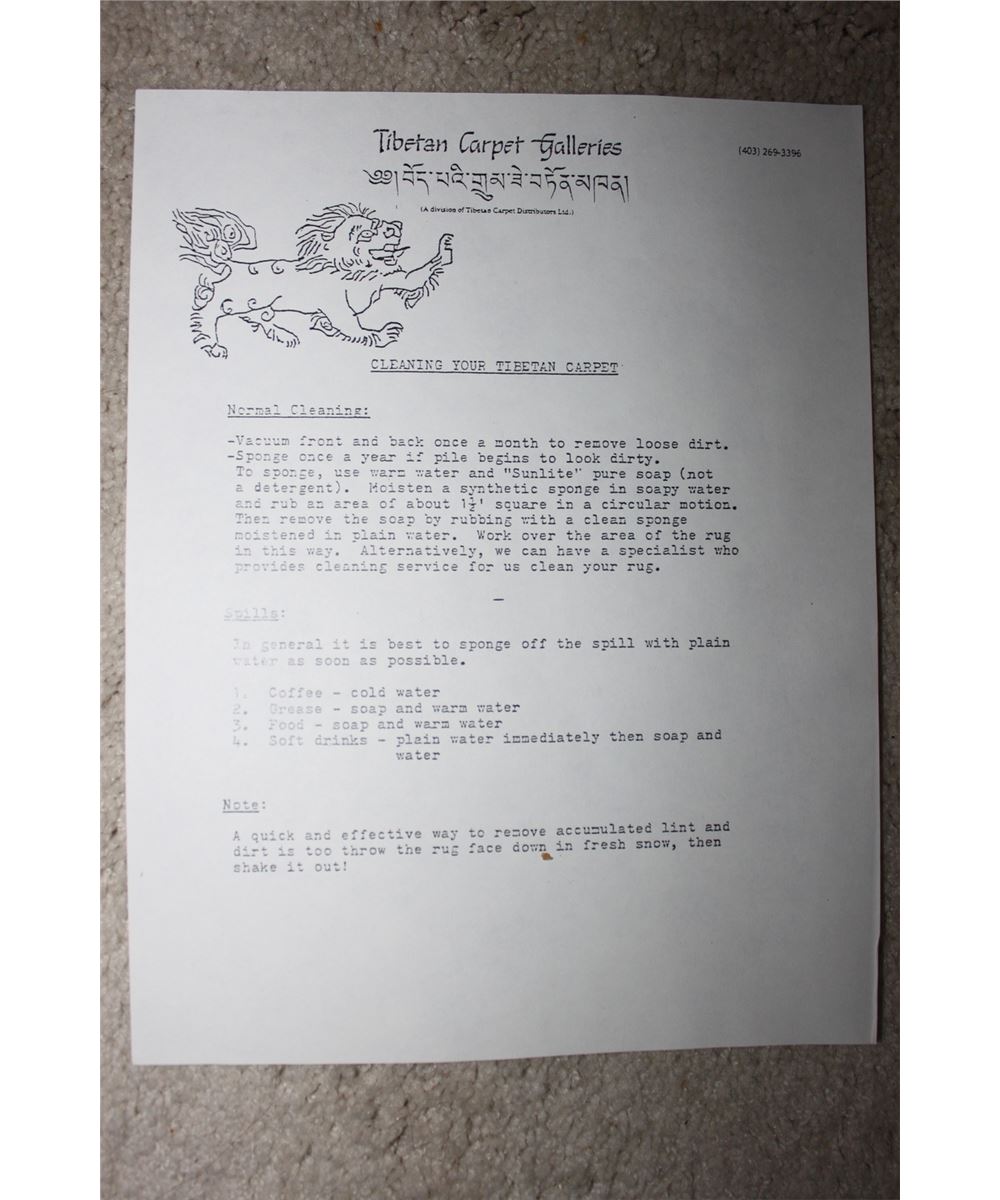 Tibetan Carpet Galleries
(403) 269-3396
༄༅།བོད་པའི་གྲུམ་ཟེ་བཏོན་མཁན།
(A division of Tibetan Carpet Distributors Ltd.)
CLEANING YOUR TIBETAN CARPET
Normal Cleaning:
-Vacuum front and back once a month to remove loose dirt.
-Sponge once a year if pile begins to look dirty.
To sponge, use warm water and "Sunlite" pure soap (not
a detergent). Moisten a synthetic sponge in soapy water
and rub an area of about 1½' square in a circular motion.
Then remove the soap by rubbing with a clean sponge
moistened in plain water. Work over the area of the rug
in this way. Alternatively, we can have a specialist who
provides cleaning service for us clean your rug.
Spills:
In general it is best to sponge off the spill with plain
water as soon as possible.
1. Coffee - cold water
2. Grease - soap and warm water
3. Food - soap and warm water
4. Soft drinks - plain water immediately then soap and
water
Note:
A quick and effective way to remove accumulated lint and
dirt is too throw the rug face down in fresh snow, then
shake it out!